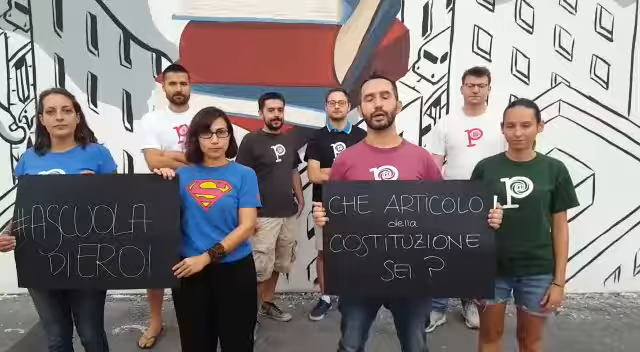 #ASCUOLA
DIEROI
CHE ARTICOLO
della
COSTITUZIONE
SEI?